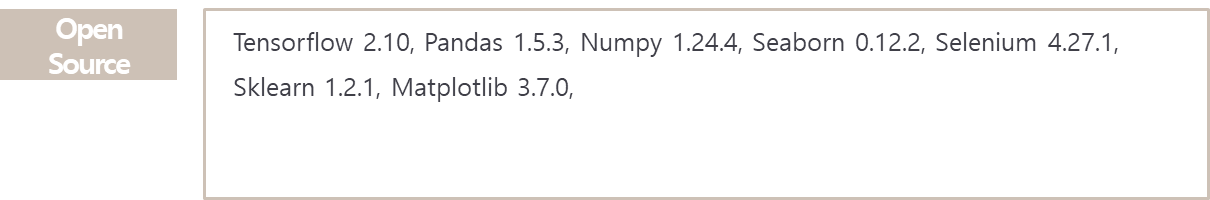 Open
Source
Tensorflow 2.10, Pandas 1.5.3, Numpy 1.24.4, Seaborn 0.12.2, Selenium 4.27.1,
Sklearn 1.2.1, Matplotlib 3.7.0,